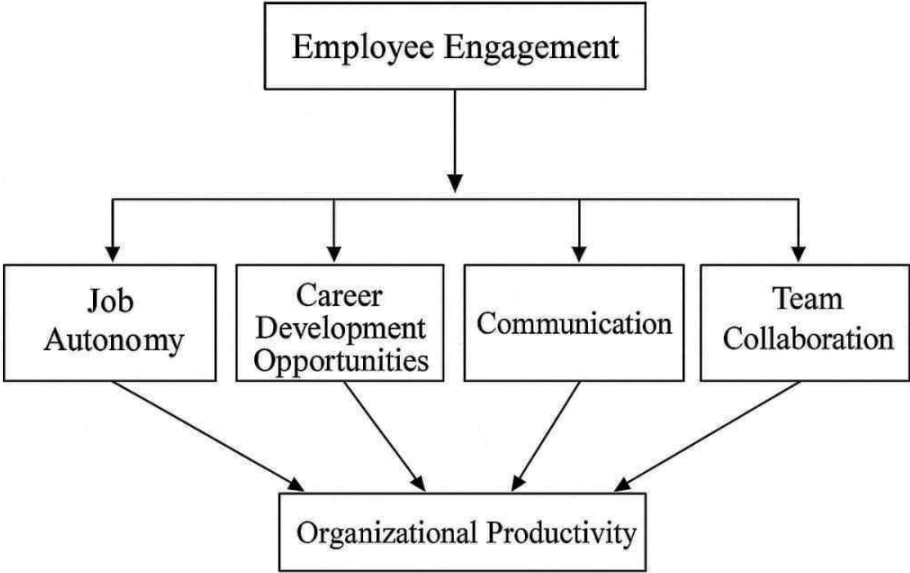 Employee Engagement
Job
Autonomy
Career
Development
Opportunities
Communication
Team
Collaboration
Organizational Productivity